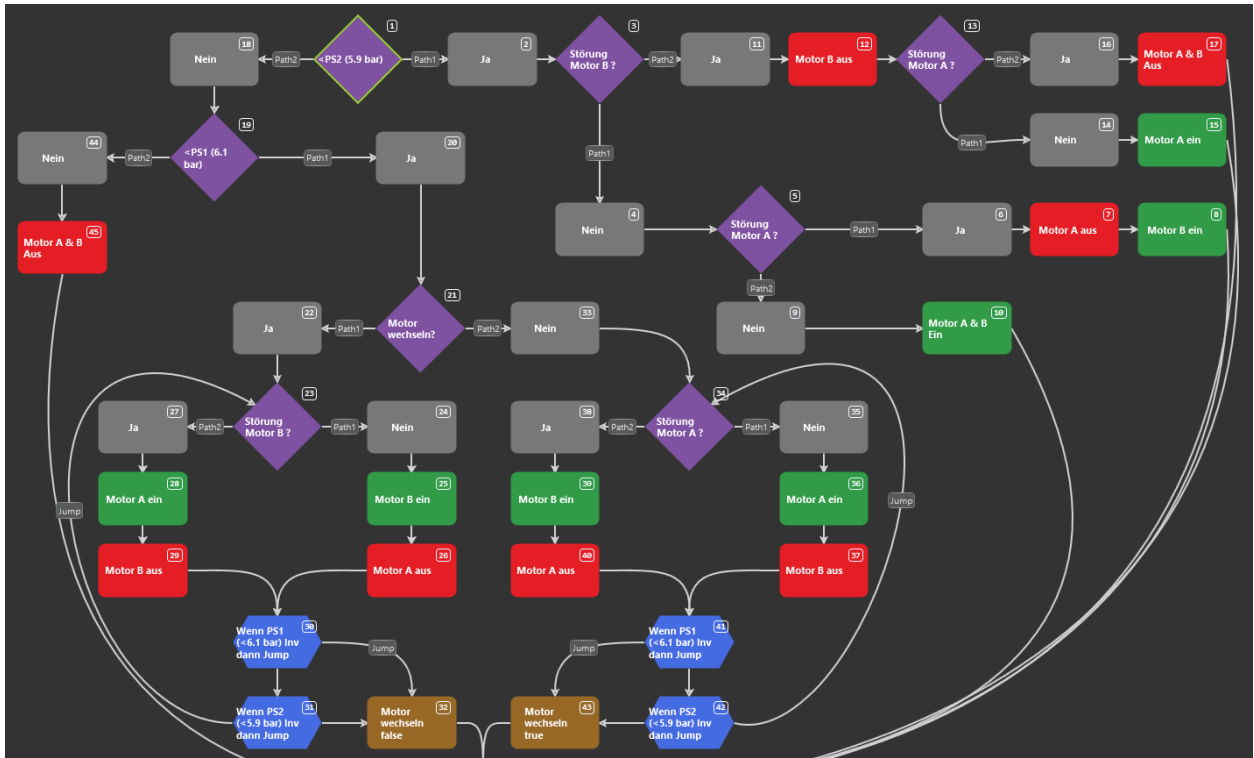 1
<PS2 (5.9 bar)
Path2
Path1
18
Nein
2
Ja
3
Störung
Motor B ?
Path2
Path1
11
Ja
12
Motor B aus
13
Störung
Motor A ?
Path2
Path1
16
Ja
17
Motor A & B
Aus
14
Nein
15
Motor A ein
19
<PS1 (6.1
bar)
Path2
Path1
44
Nein
45
Motor A & B
Aus
20
Ja
4
Nein
5
Störung
Motor A ?
Path1
Path2
6
Ja
7
Motor A aus
8
Motor B ein
9
Nein
10
Motor A & B
Ein
21
Motor
wechseln?
Path1
Path2
22
Ja
33
Nein
23
Störung
Motor B ?
Path2
Path1
27
Ja
24
Nein
28
Motor A ein
25
Motor B ein
29
Motor B aus
26
Motor A aus
34
Störung
Motor A ?
Path2
Path1
38
Ja
35
Nein
39
Motor B ein
36
Motor A ein
40
Motor A aus
37
Motor B aus
Jump
Jump
30
Wenn PS1
(<6.1 bar) Inv
dann Jump
Jump
31
Wenn PS2
(<5.9 bar) Inv
dann Jump
32
Motor
wechseln
false
41
Wenn PS1
(<6.1 bar) Inv
dann Jump
Jump
42
Wenn PS2
(<5.9 bar) Inv
dann Jump
43
Motor
wechseln
true